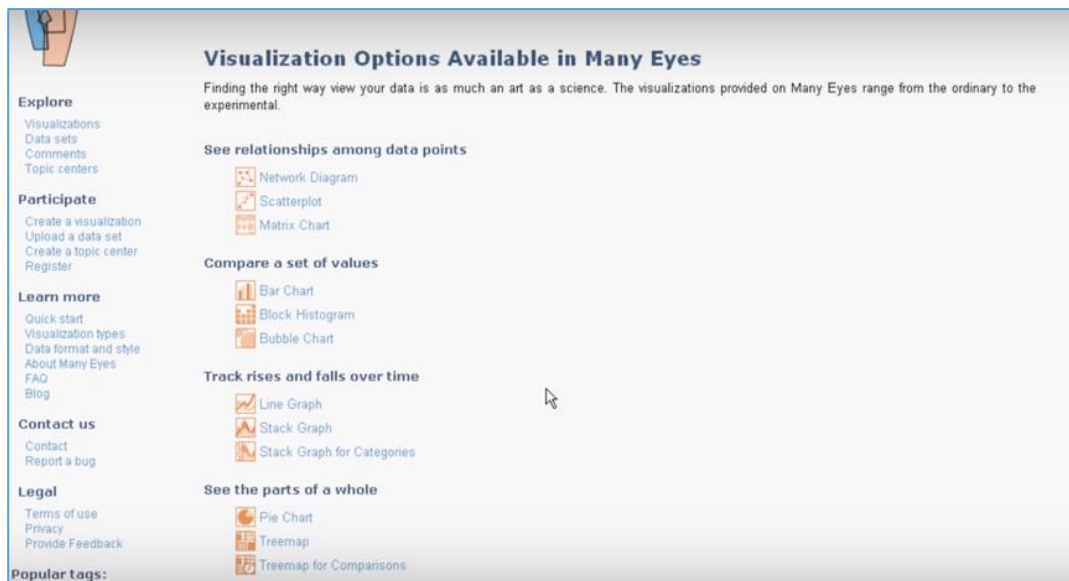 Visualization Options Available in Many Eyes
Finding the right way view your data is as much an art as a science. The visualizations provided on Many Eyes range from the ordinary to the
experimental.
See relationships among data points
Network Diagram
Scatterplot
Matrix Chart
Compare a set of values
Bar Chart
Block Histogram
Bubble Chart
Track rises and falls over time
Line Graph
Stack Graph
Stack Graph for Categories
See the parts of a whole
Pie Chart
Treemap
Treemap for Comparisons
Explore
Visualizations
Data sets
Comments
Topic centers
Participate
Create a visualization
Upload a data set
Create a topic center
Register
Learn more
Quick start
Visualization types
Data format and style
About Many Eyes
FAQ
Blog
Contact us
Contact
Report a bug
Legal
Terms of use
Privacy
Provide Feedback
Popular tags: